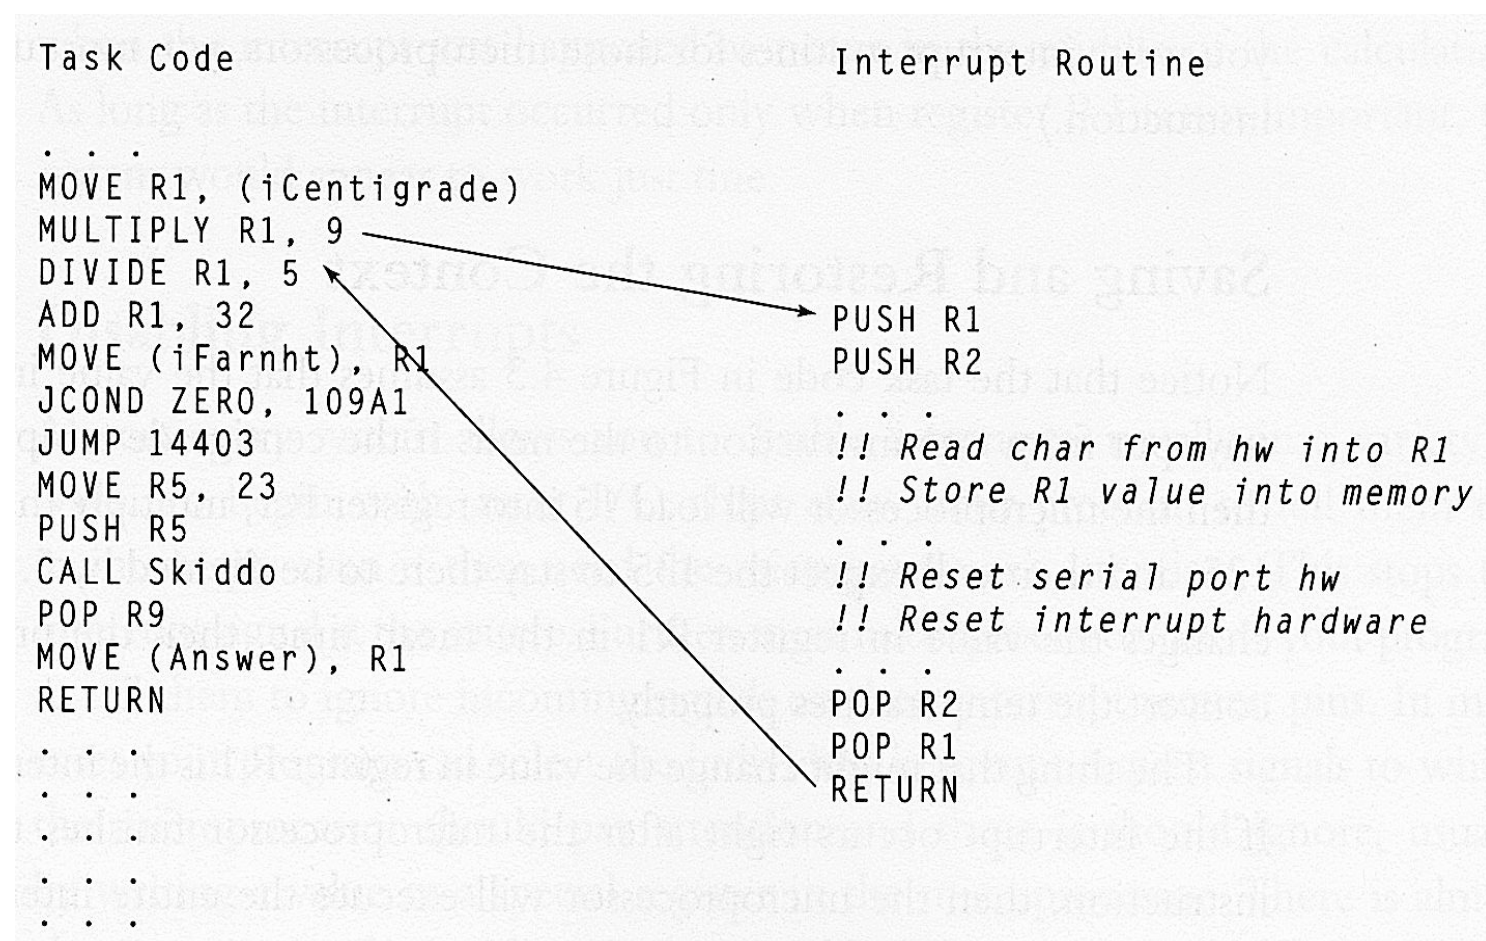 Task Code
. . .
MOVE R1, (iCentigrade)
MULTIPLY R1, 9
DIVIDE R1, 5
ADD R1, 32
MOVE (iFarnht), R1
JCOND ZERO, 109A1
JUMP 14403
MOVE R5, 23
PUSH R5
CALL Skiddo
POP R9
MOVE (Answer), R1
RETURN
. . .
. . .
. . .
. . .
. . .
Interrupt Routine
PUSH R1
PUSH R2
. . .
!! Read char from hw into R1
!! Store R1 value into memory
. . .
!! Reset serial port hw
!! Reset interrupt hardware
. . .
POP R2
POP R1
RETURN